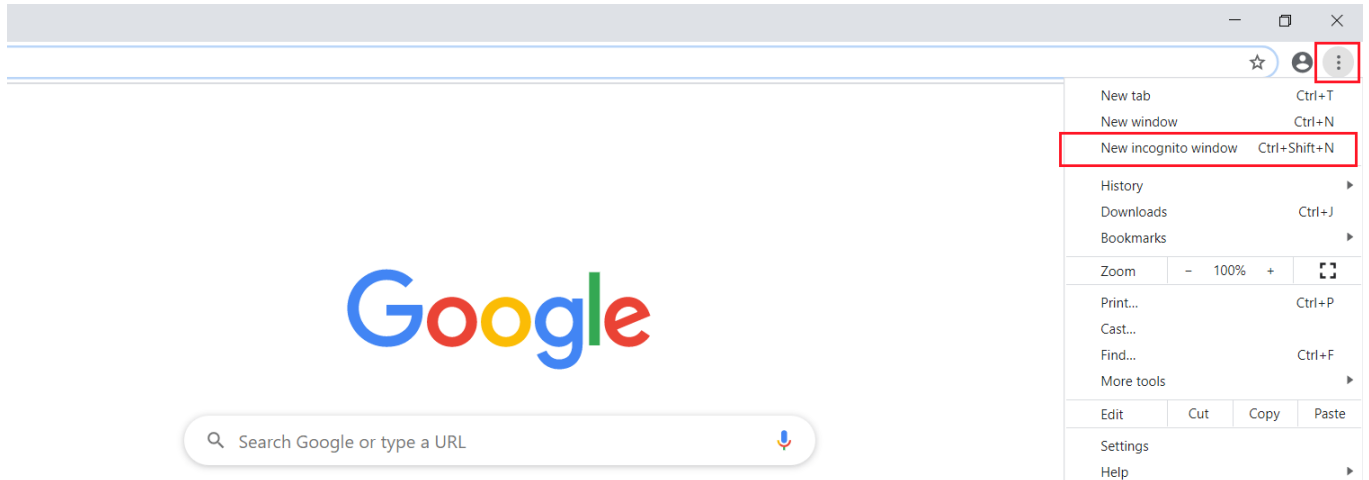 New tab Ctrl+T
New window Ctrl+N
New incognito window Ctrl+Shift+N
History
Downloads Ctrl+J
Bookmarks
Zoom - 100% +
Print... Ctrl+P
Cast...
Find... Ctrl+F
More tools
Edit Cut Copy Paste
Settings
Help
Google
Search Google or type a URL